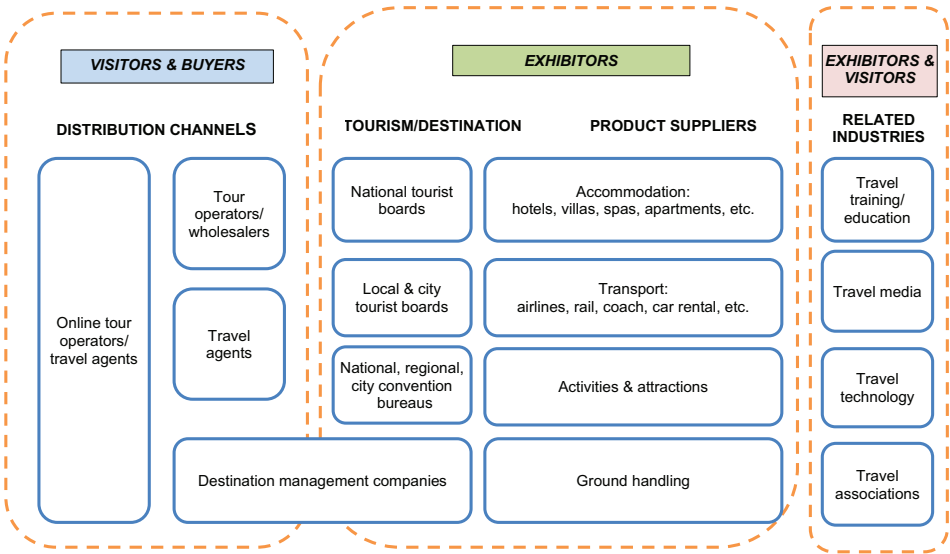 VISITORS & BUYERS
DISTRIBUTION CHANNELS
Online tour
operators/
travel agents
Tour
operators/
wholesalers
Travel
agents
Destination management companies
EXHIBITORS
TOURISM/DESTINATION
PRODUCT SUPPLIERS
National tourist
boards
Accommodation:
hotels, villas, spas, apartments, etc.
Local & city
tourist boards
Transport:
airlines, rail, coach, car rental, etc.
National, regional,
city convention
bureaus
Activities & attractions
Ground handling
EXHIBITORS &
VISITORS
RELATED
INDUSTRIES
Travel
training/
education
Travel media
Travel
technology
Travel
associations